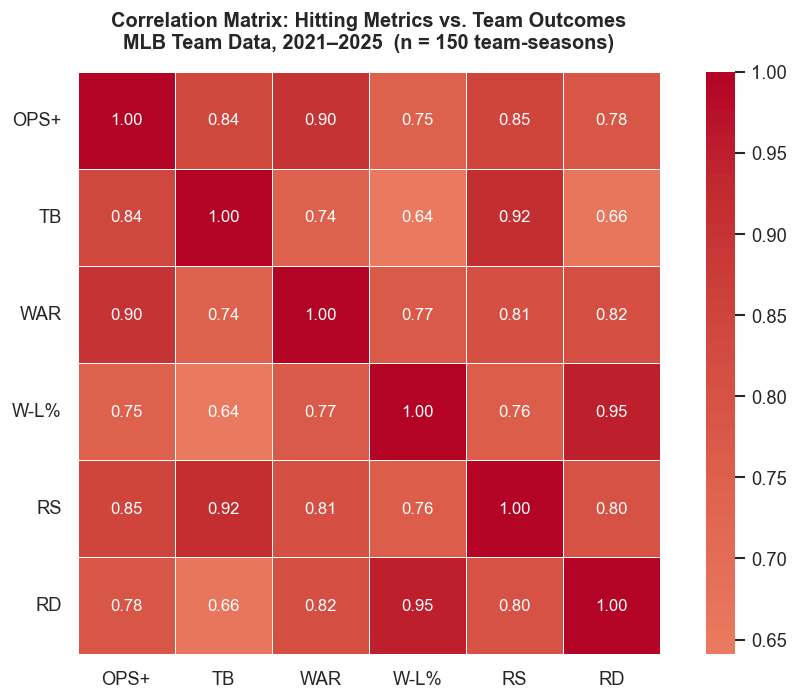 Correlation Matrix: Hitting Metrics vs. Team Outcomes
MLB Team Data, 2021–2025  (n = 150 team-seasons)
OPS+ 1.00 0.84 0.90 0.75 0.85 0.78
TB 0.84 1.00 0.74 0.64 0.92 0.66
WAR 0.90 0.74 1.00 0.77 0.81 0.82
W-L% 0.75 0.64 0.77 1.00 0.76 0.95
RS 0.85 0.92 0.81 0.76 1.00 0.80
RD 0.78 0.66 0.82 0.95 0.80 1.00
OPS+ TB WAR W-L% RS RD
1.00
0.95
0.90
0.85
0.80
0.75
0.70
0.65